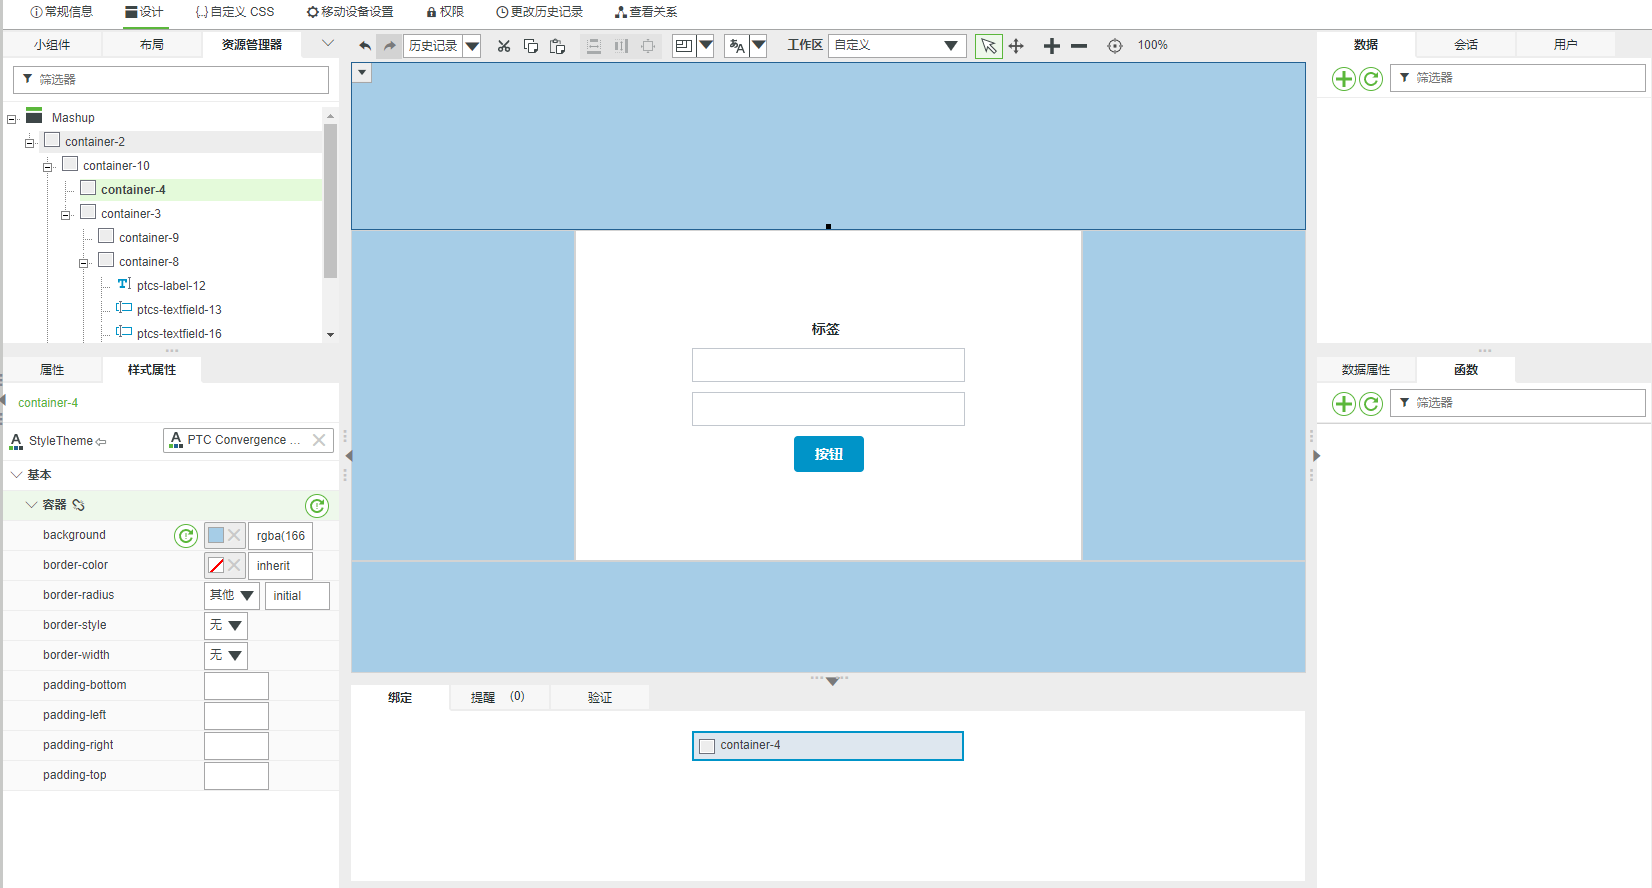 常规信息 设计 自定义 CSS 移动设备设置 权限 更改历史记录 查看关系
小组件 布局 资源管理器
历史记录 工作区 自定义 100%
数据 会话 用户
筛选器
筛选器
Mashup
container-2
container-10
container-4
container-3
container-9
container-8
ptcs-label-12
ptcs-textfield-13
ptcs-textfield-16
标签
按钮
属性 样式属性
container-4
StyleTheme PTC Convergence ...
基本
容器
background rgba(166
border-color inherit
border-radius 其他 initial
border-style 无
border-width 无
padding-bottom
padding-left
padding-right
padding-top
绑定 提醒 (0) 验证
container-4
数据属性 函数
筛选器